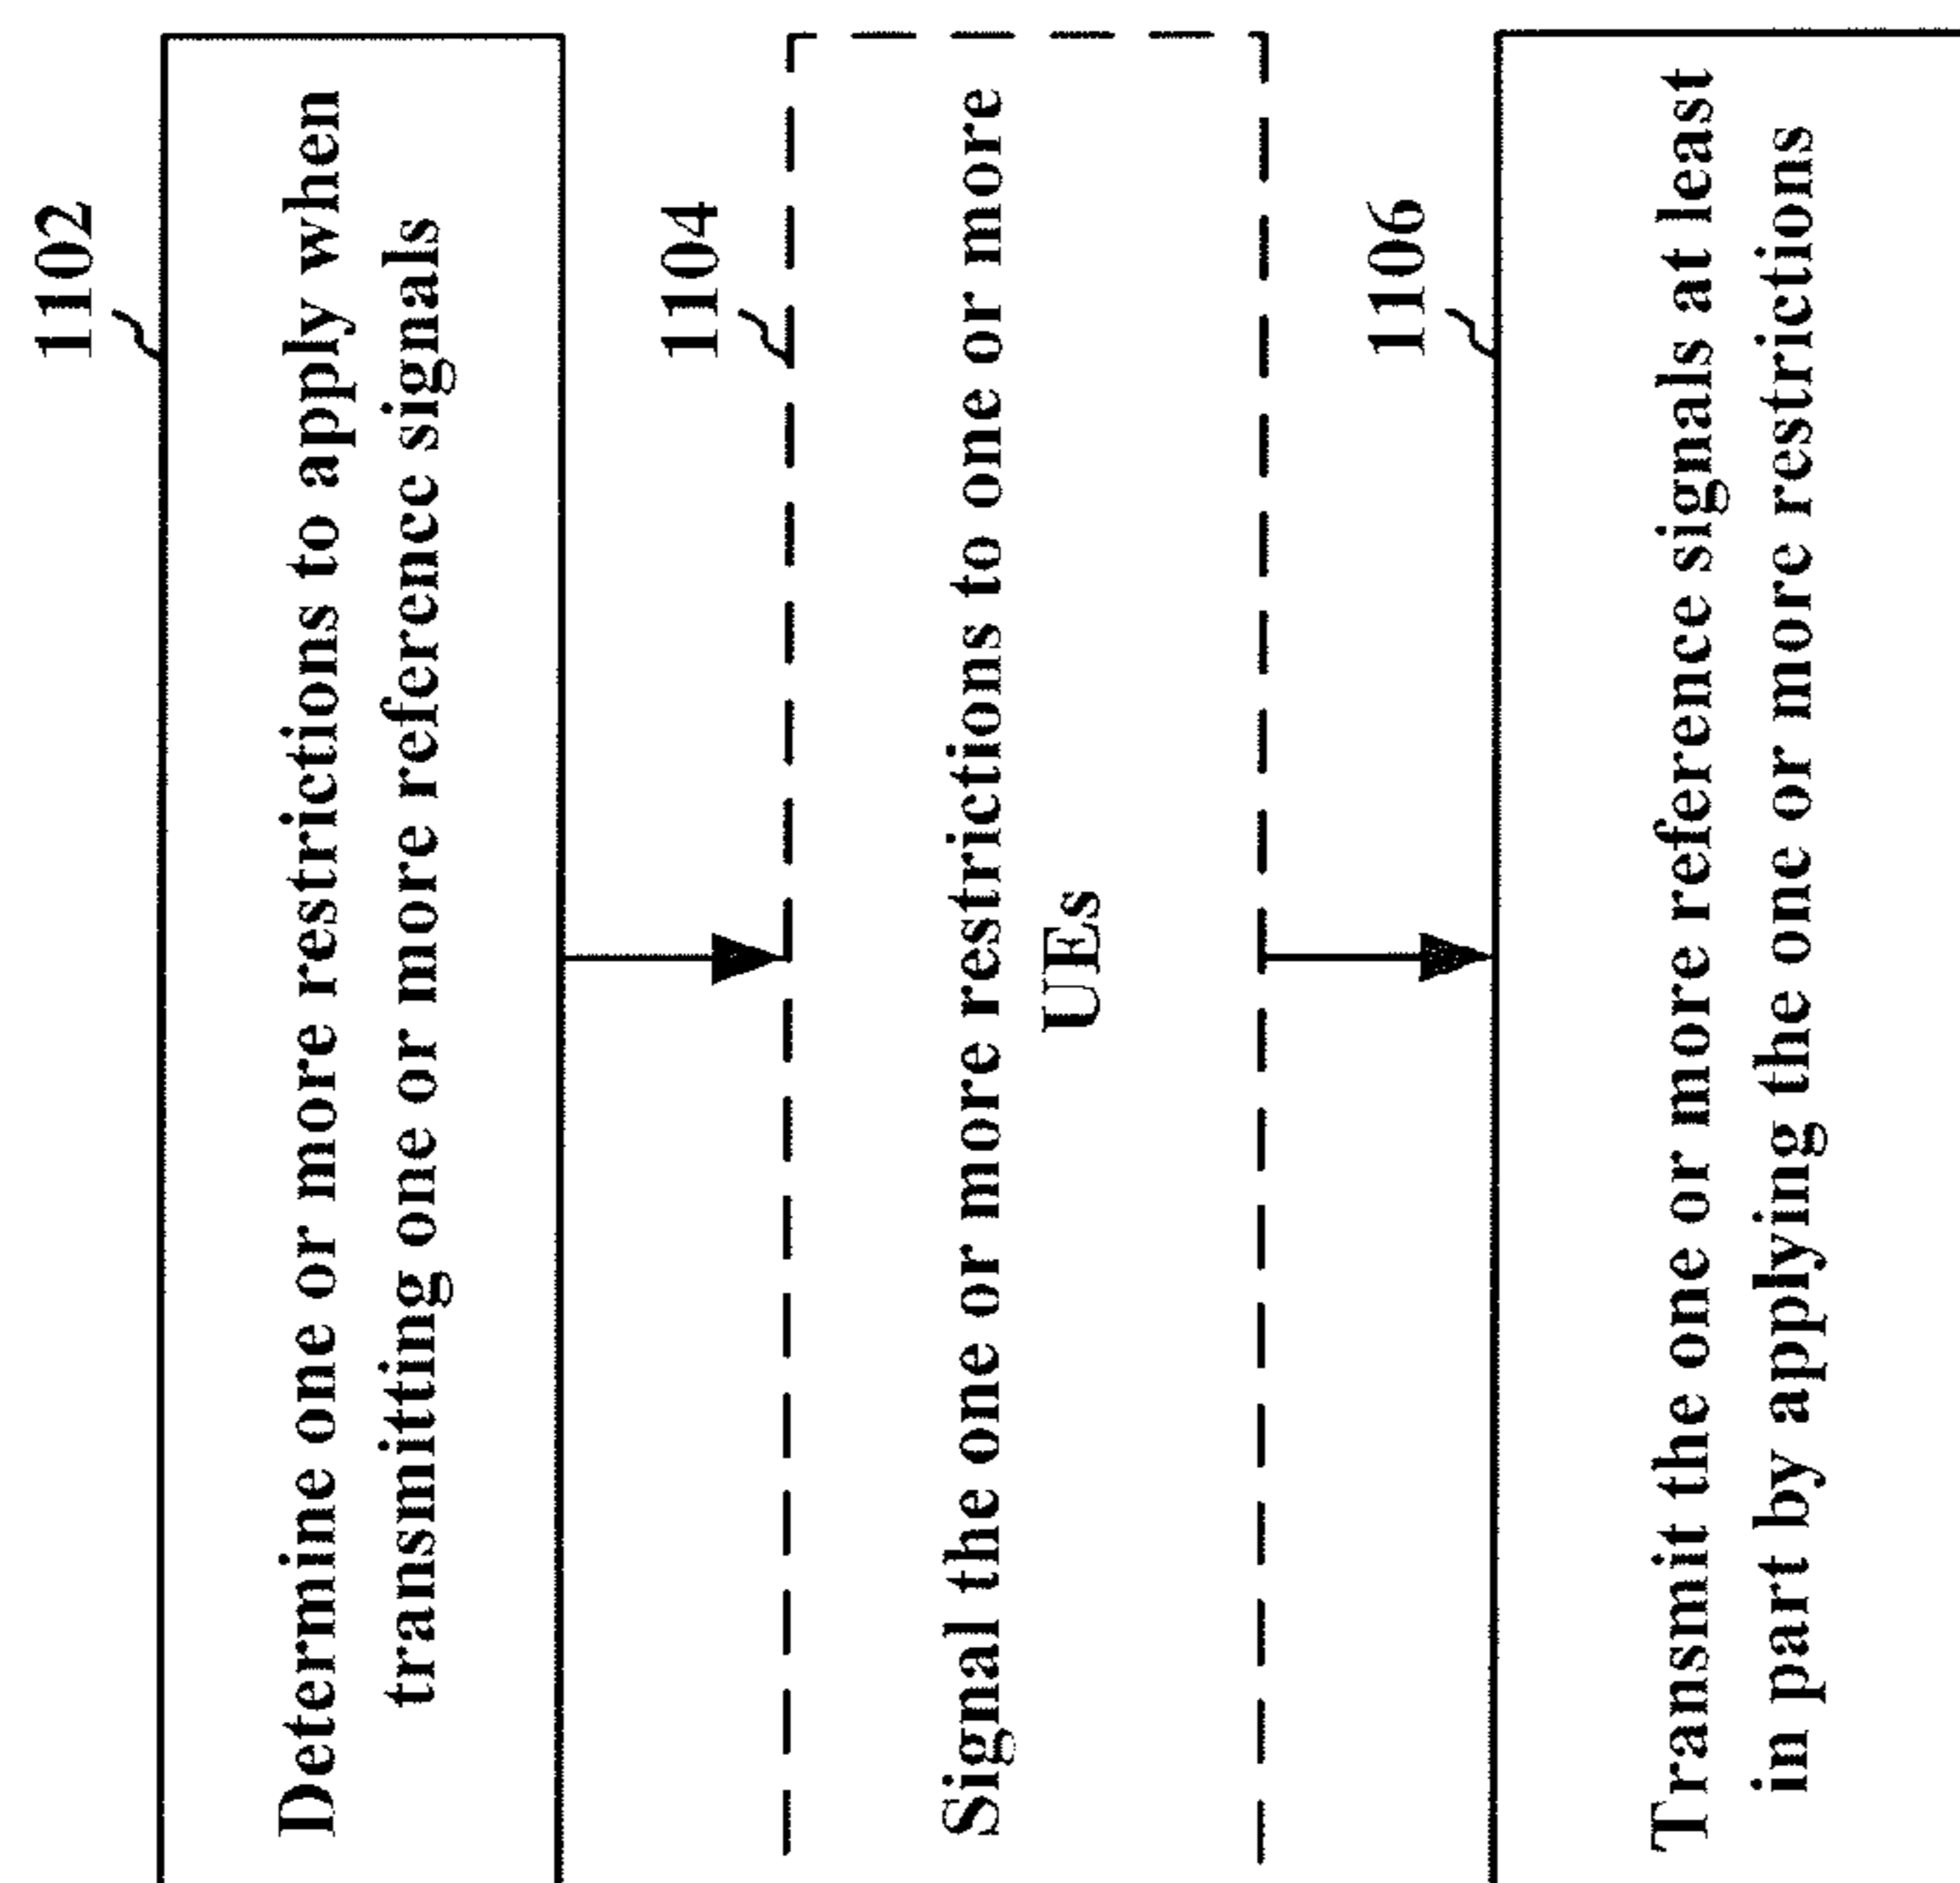 1102
Determine one or more restrictions to apply when
transmitting one or more reference signals
1104
Signal the one or more restrictions to one or more
UEs
1106
Transmit the one or more reference signals at least
in part by applying the one or more restrictions